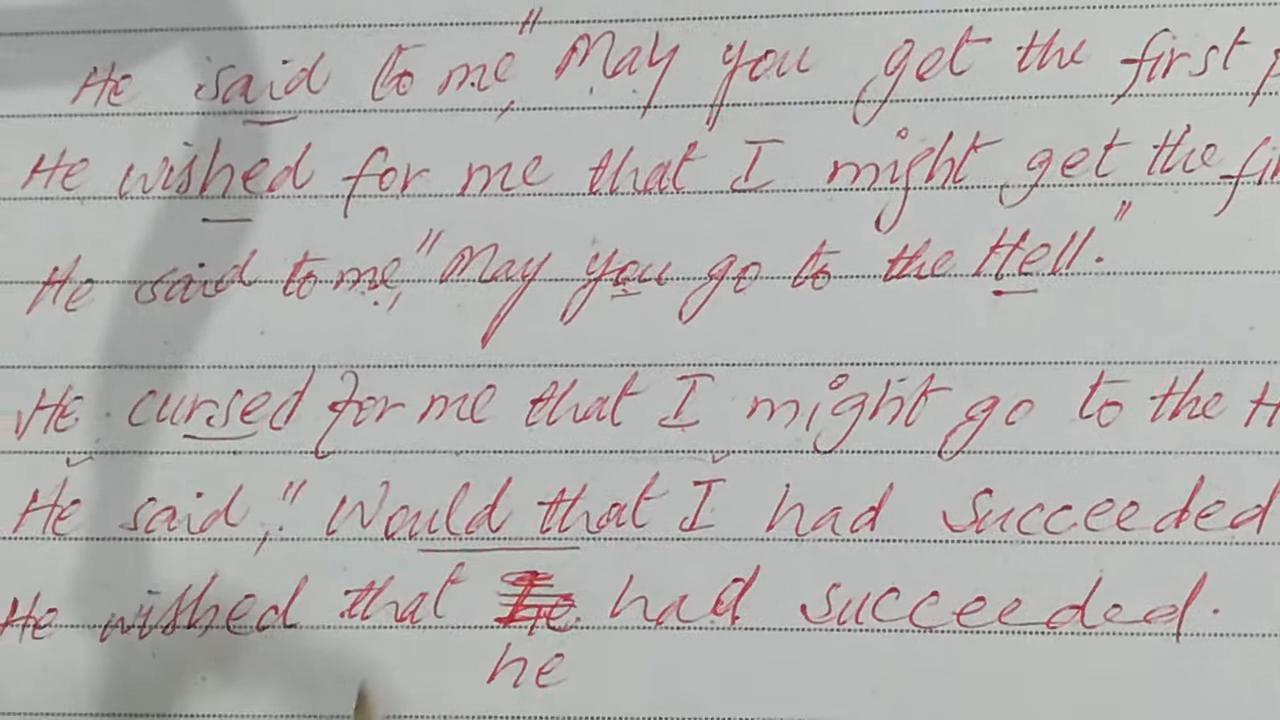 He said to me," May you get the first
He wished for me that I might get the
He said to me," May you go to the Hell."
He cursed for me that I might go to the
He said," Would that I had succeeded
He wished that had succeeded.
he